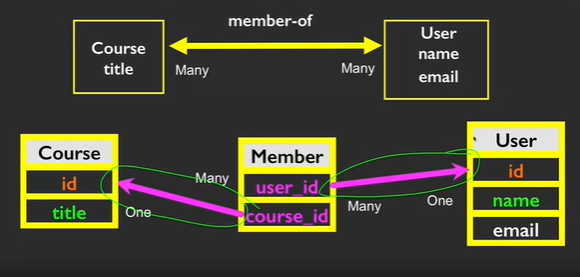 member-of
Course
title
User
name
email
Many
Many
Course
id
title
Member
user_id
course_id
User
id
name
email
Many
One
Many
One